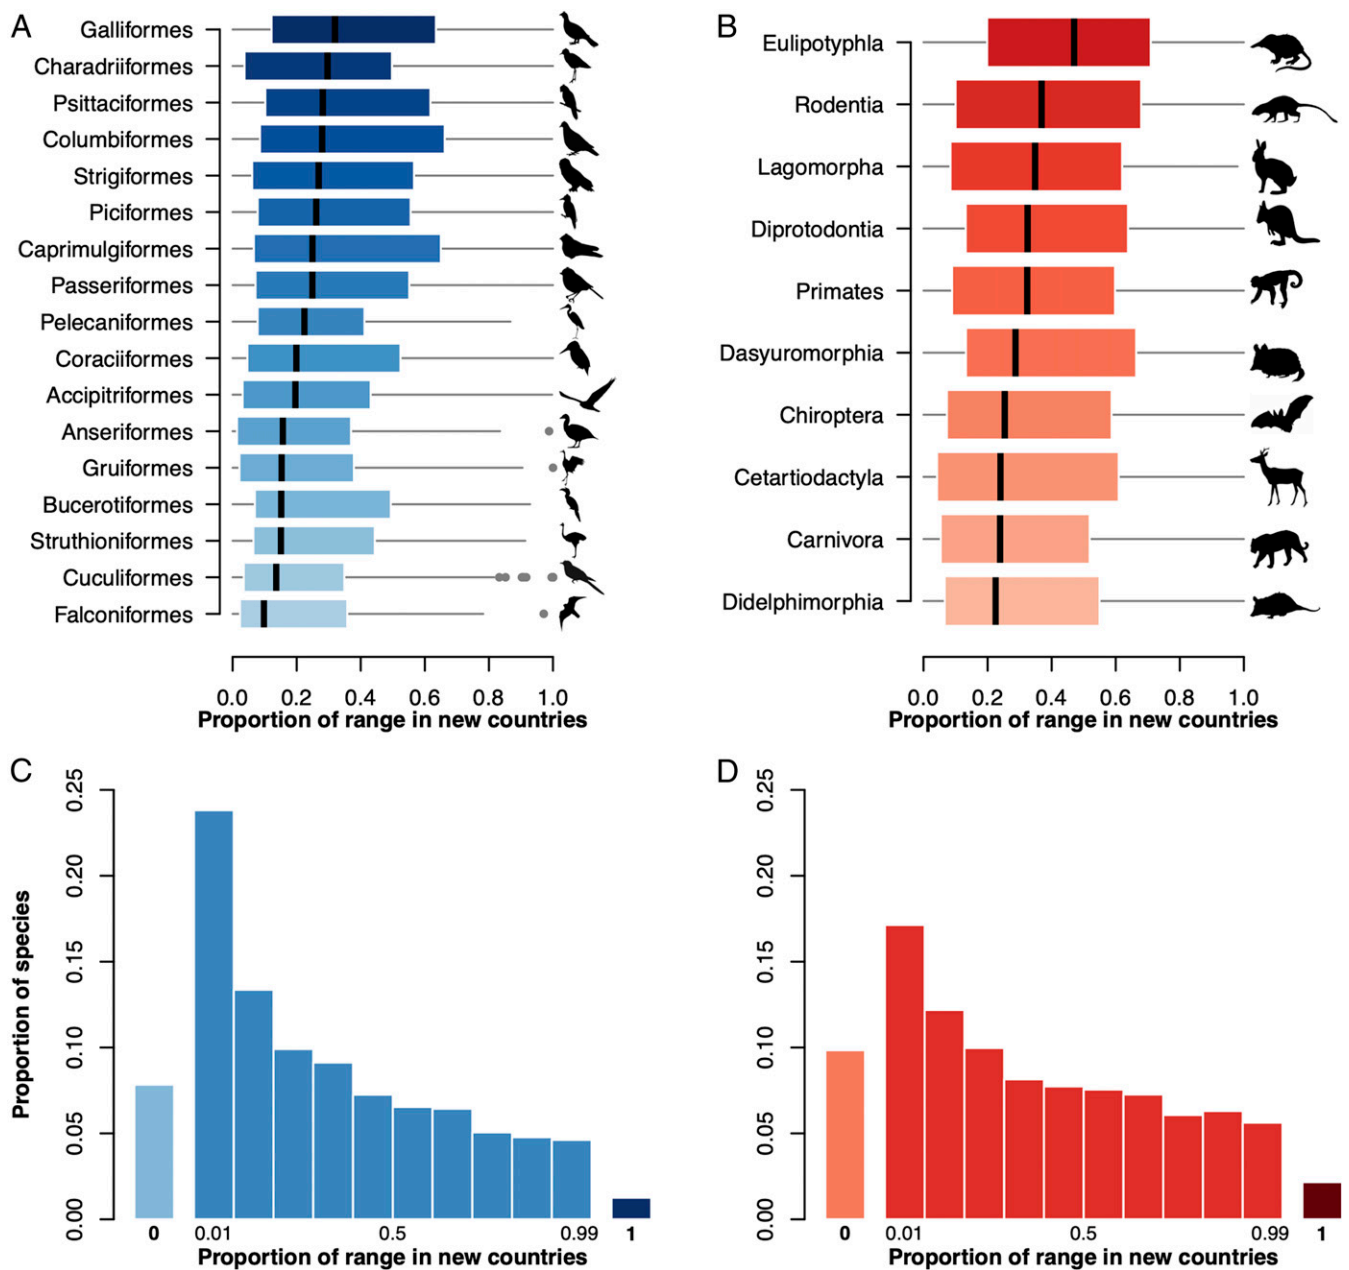 A
Galliformes
Charadriiformes
Psittaciformes
Columbiformes
Strigiformes
Piciformes
Caprimulgiformes
Passeriformes
Pelecaniformes
Coraciiformes
Accipitriformes
Anseriformes
Gruiformes
Bucerotiformes
Struthioniformes
Cuculiformes
Falconiformes
0.0 0.2 0.4 0.6 0.8 1.0
Proportion of range in new countries
B
Eulipotyphla
Rodentia
Lagomorpha
Diprotodontia
Primates
Dasyuromorphia
Chiroptera
Cetartiodactyla
Carnivora
Didelphimorphia
0.0 0.2 0.4 0.6 0.8 1.0
Proportion of range in new countries
C
Proportion of species
0.25
0.20
0.15
0.10
0.05
0.00
0 0.01 0.5 0.99 1
Proportion of range in new countries
D
0.25
0.20
0.15
0.10
0.05
0.00
0 0.01 0.5 0.99 1
Proportion of range in new countries